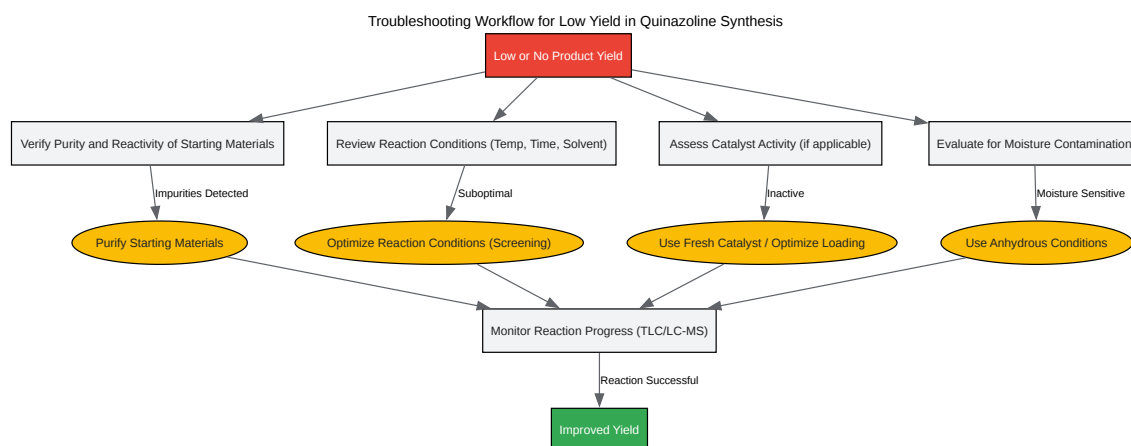 Troubleshooting Workflow for Low Yield in Quinazoline Synthesis
Low or No Product Yield
Verify Purity and Reactivity of Starting Materials
Review Reaction Conditions (Temp, Time, Solvent)
Assess Catalyst Activity (if applicable)
Evaluate for Moisture Contamination
Impurities Detected
Suboptimal
Inactive
Moisture Sensitive
Purify Starting Materials
Optimize Reaction Conditions (Screening)
Use Fresh Catalyst / Optimize Loading
Use Anhydrous Conditions
Monitor Reaction Progress (TLC/LC-MS)
Reaction Successful
Improved Yield